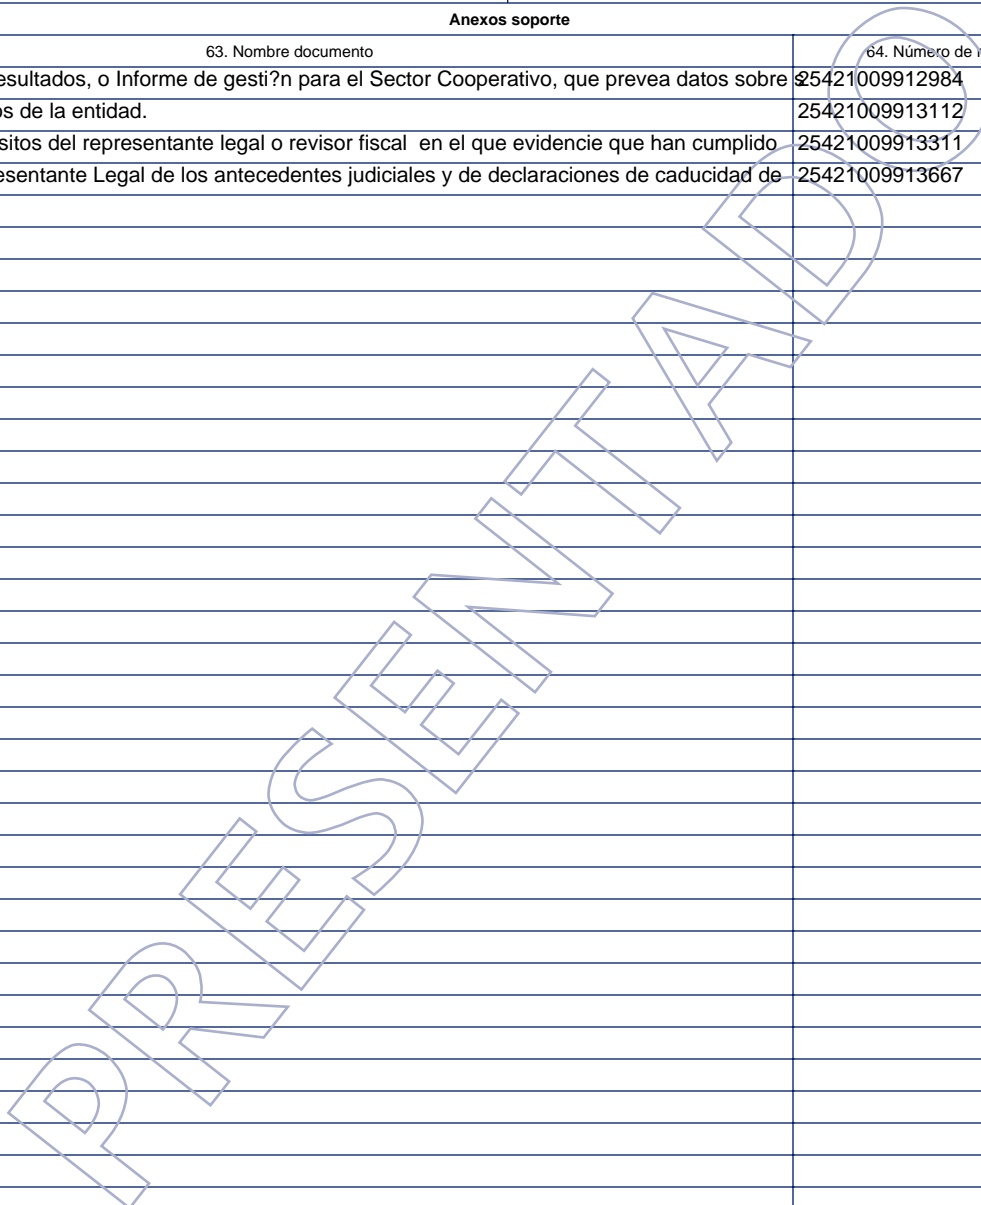 Anexos soporte
63. Nombre documento 64. Número de
esultados, o Informe de gesti?n para el Sector Cooperativo, que prevea datos sobre s 25421009912984
os de la entidad. 25421009913112
sitos del representante legal o revisor fiscal en el que evidencie que han cumplido 25421009913311
esentante Legal de los antecedentes judiciales y de declaraciones de caducidad de 25421009913667
PRESENTADO